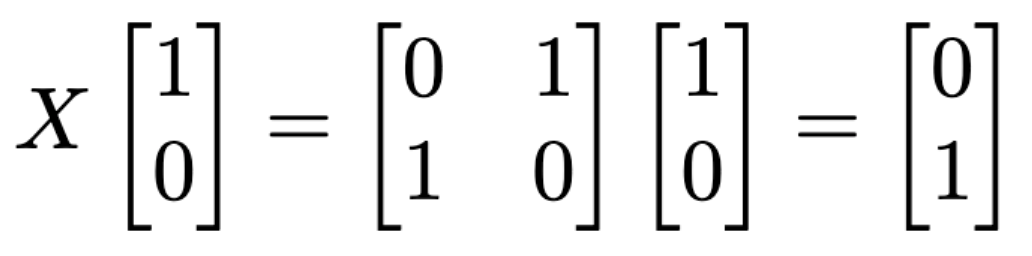 X [1 0] = [0 1 1 0] [1 0] = [0 1]